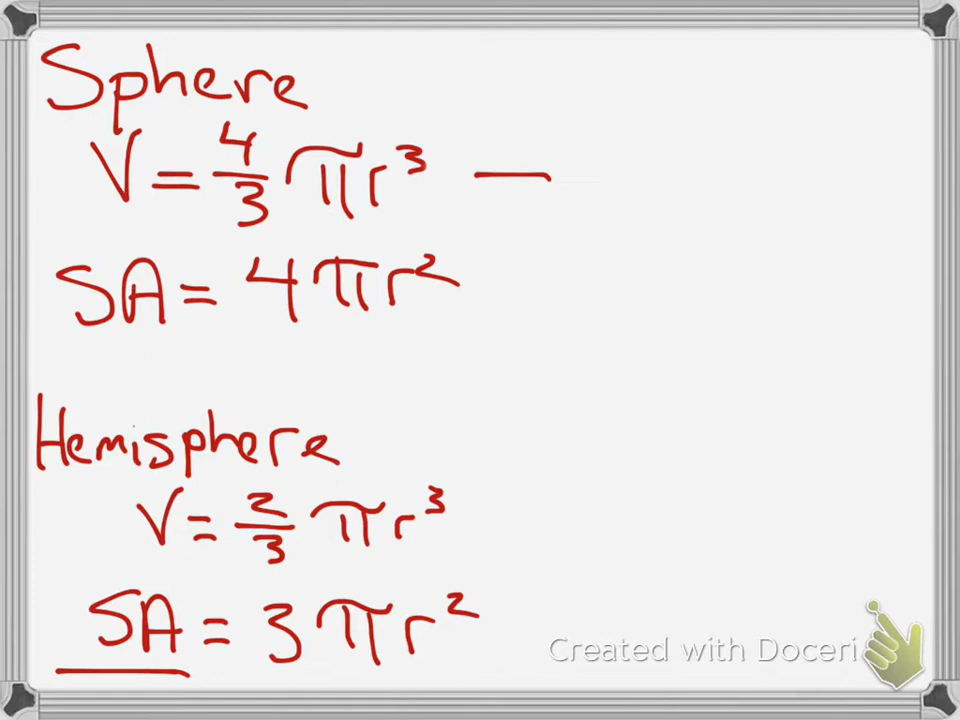 Sphere
V = 4/3 πr³ —
SA = 4πr²
Hemisphere
V = 2/3 πr³
SA = 3πr²
Created with Doceri